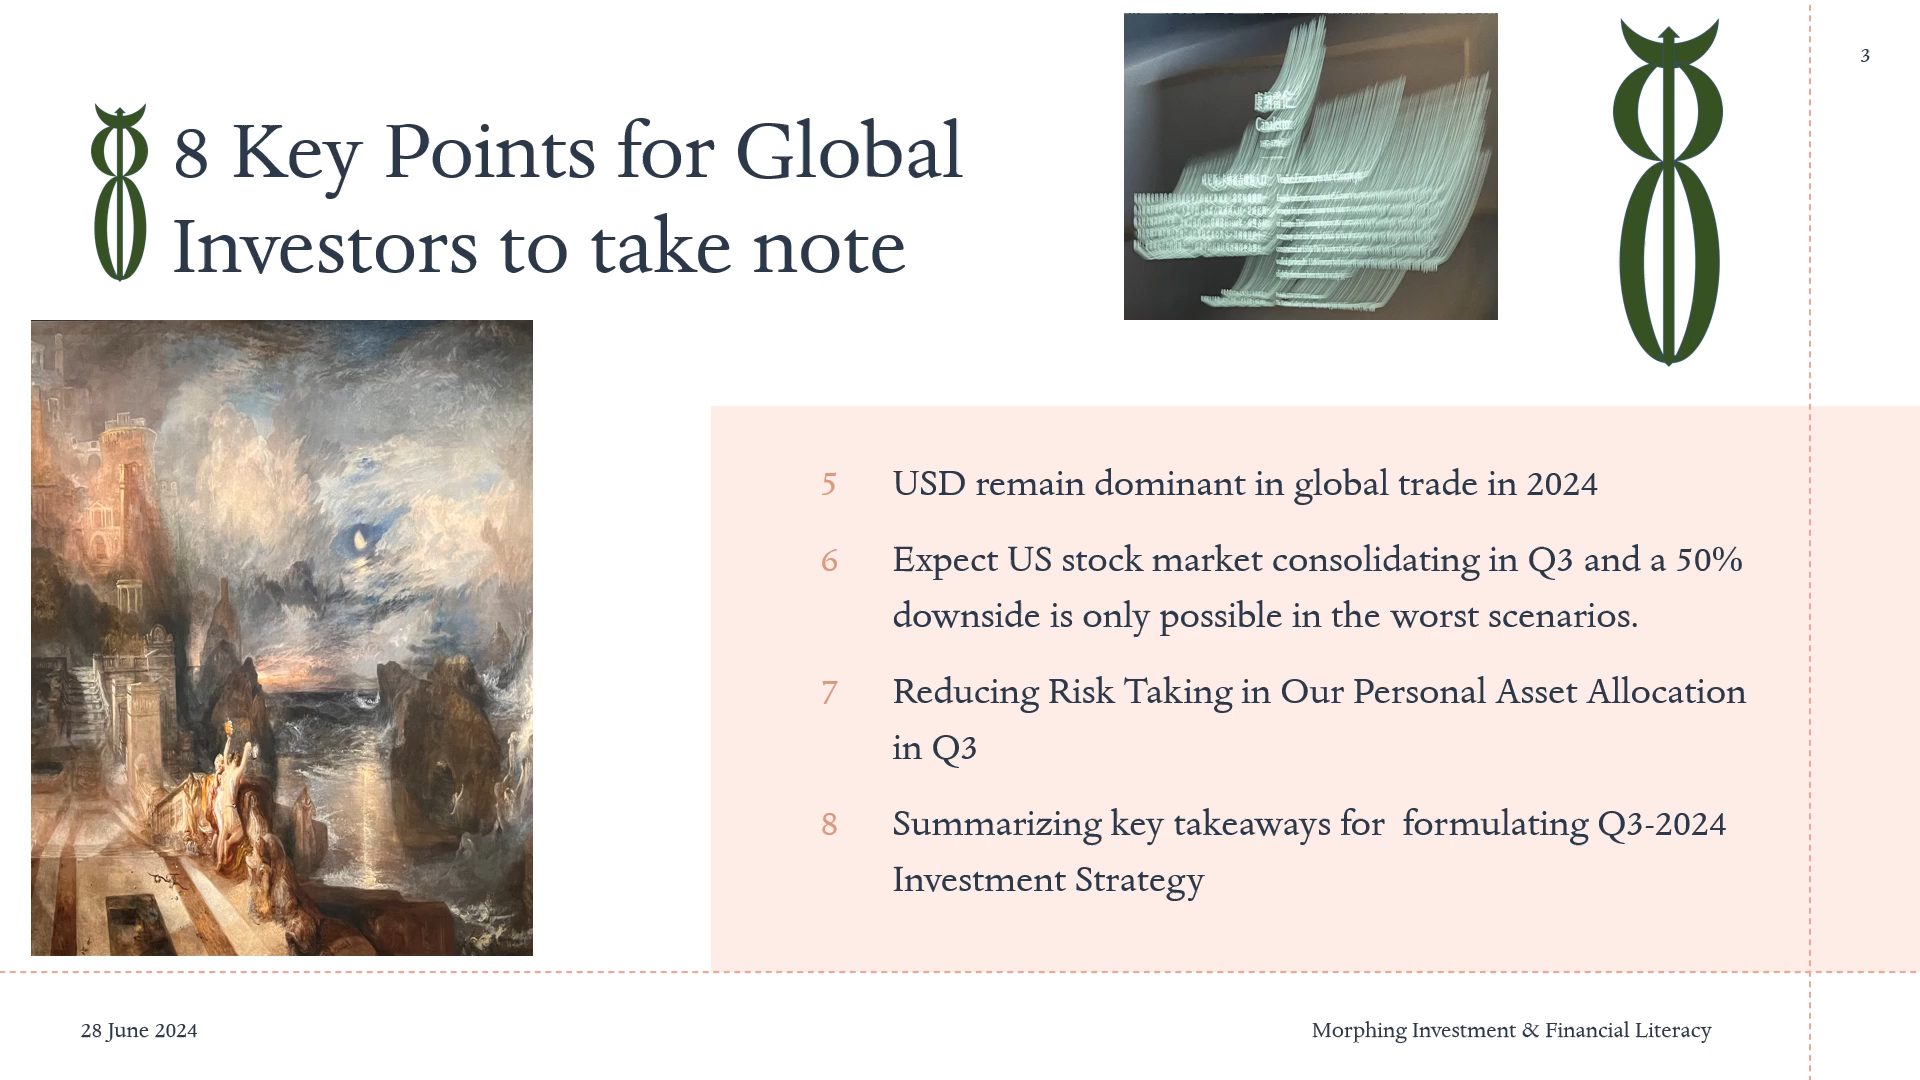 3
8 Key Points for Global
Investors to take note
5 USD remain dominant in global trade in 2024
6 Expect US stock market consolidating in Q3 and a 50%
downside is only possible in the worst scenarios.
7 Reducing Risk Taking in Our Personal Asset Allocation
in Q3
8 Summarizing key takeaways for  formulating Q3-2024
Investment Strategy
28 June 2024
Morphing Investment & Financial Literacy